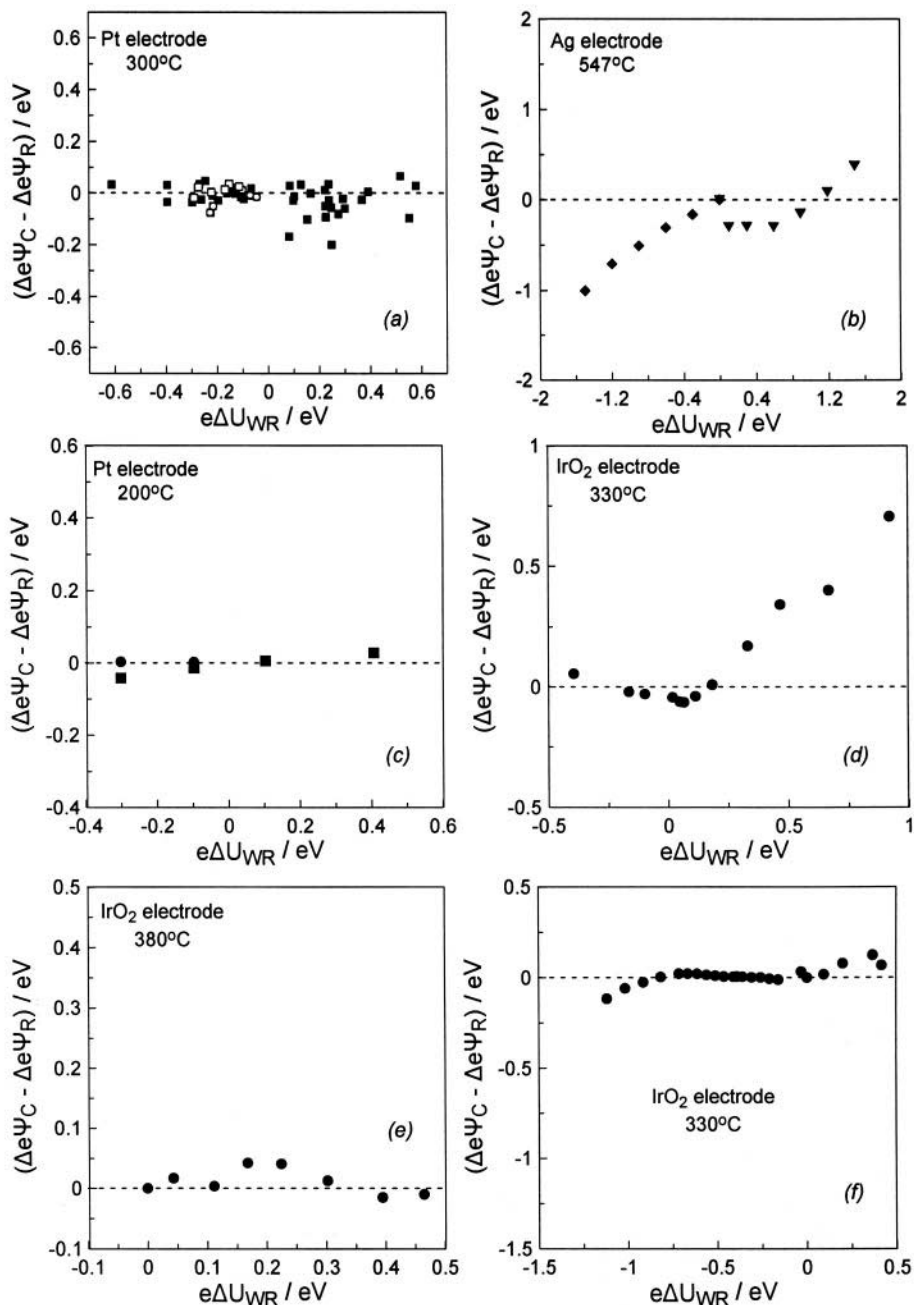 0.6
0.4
0.2
0
-0.2
-0.4
-0.6
(ΔeΨC - ΔeΨR) / eV
Pt electrode
300ºC
(a)
-0.6 -0.4 -0.2 0 0.2 0.4 0.6
eΔUWR / eV
2
1
0
-1
-2
(ΔeΨC - ΔeΨR) / eV
Ag electrode
547ºC
(b)
-2 -1.2 -0.4 0 0.4 1.2 2
eΔUWR / eV
0.6
0.4
0.2
0
-0.2
-0.4
(ΔeΨC - ΔeΨR) / eV
Pt electrode
200ºC
(c)
-0.4 -0.2 0 0.2 0.4 0.6
eΔUWR / eV
1
0.5
0
-0.5
(ΔeΨC - ΔeΨR) / eV
IrO2 electrode
330ºC
(d)
-0.5 0 0.5 1
eΔUWR / eV
0.5
0.4
0.3
0.2
0.1
0
-0.1
(ΔeΨC - ΔeΨR) / eV
IrO2 electrode
380ºC
(e)
-0.1 0 0.1 0.2 0.3 0.4 0.5
eΔUWR / eV
0.5
0
-0.5
-1
-1.5
(ΔeΨC - ΔeΨR) / eV
IrO2 electrode
330ºC
(f)
-1.5 -1 -0.5 0 0.5
eΔUWR / eV